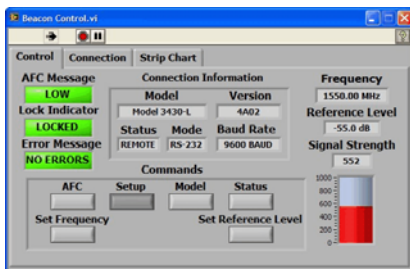 Beacon Control.vi
Control Connection Strip Chart
AFC Message
LOW
Lock Indicator
LOCKED
Error Message
NO ERRORS
Connection Information
Model Version
Model 3430-L 4A02
Status Mode Baud Rate
REMOTE RS-232 9600 BAUD
Frequency
1550.00 MHz
Reference Level
-55.0 dB
Signal Strength
552
Commands
AFC Setup Model Status
Set Frequency Set Reference Level
1000
800
600
400
200
0